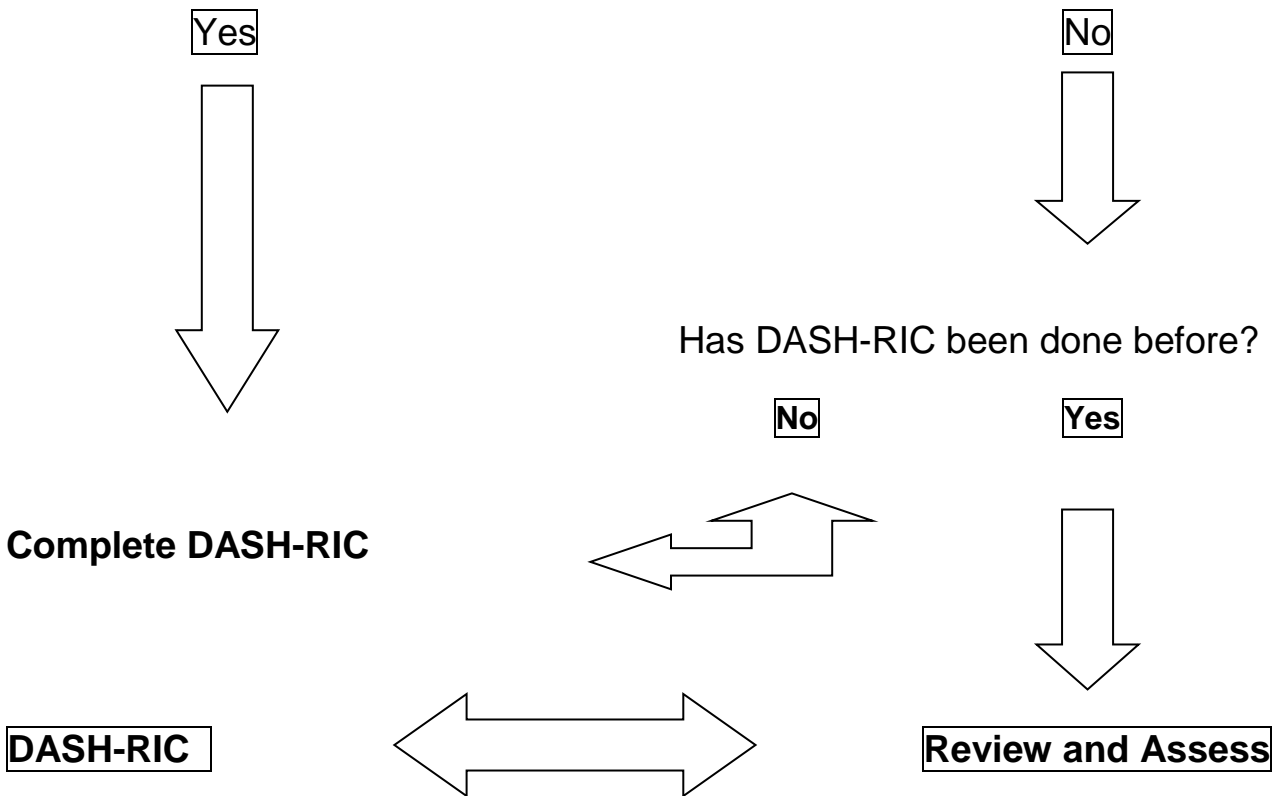 Yes
No
Has DASH-RIC been done before?
No
Yes
Complete DASH-RIC
DASH-RIC
Review and Assess